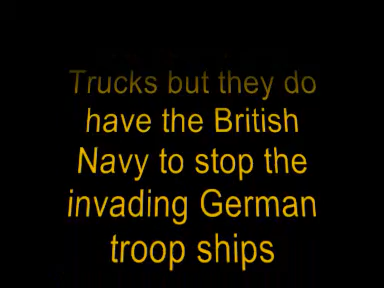 Trucks but they do
have the British
Navy to stop the
invading German
troop ships